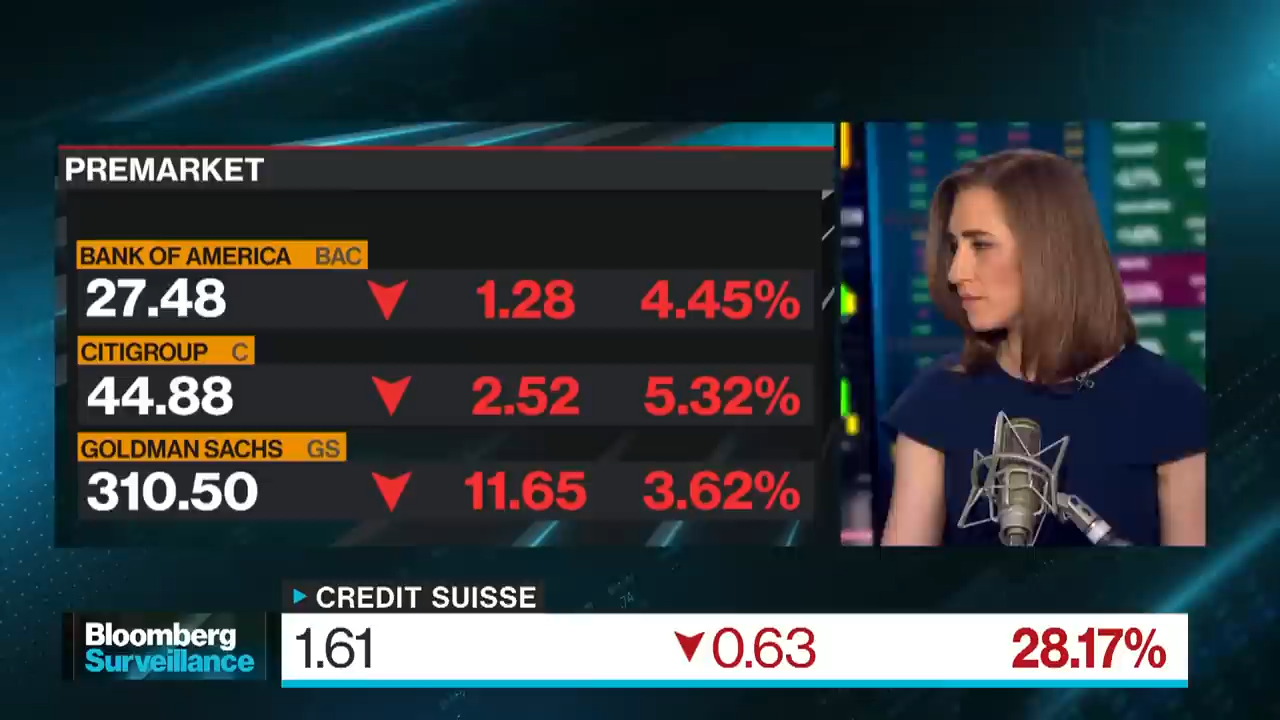 PREMARKET
BANK OF AMERICA BAC
27.48 ▼ 1.28 4.45%
CITIGROUP C
44.88 ▼ 2.52 5.32%
GOLDMAN SACHS GS
310.50 ▼ 11.65 3.62%
CREDIT SUISSE
Bloomberg
Surveillance
1.61 ▼0.63 28.17%